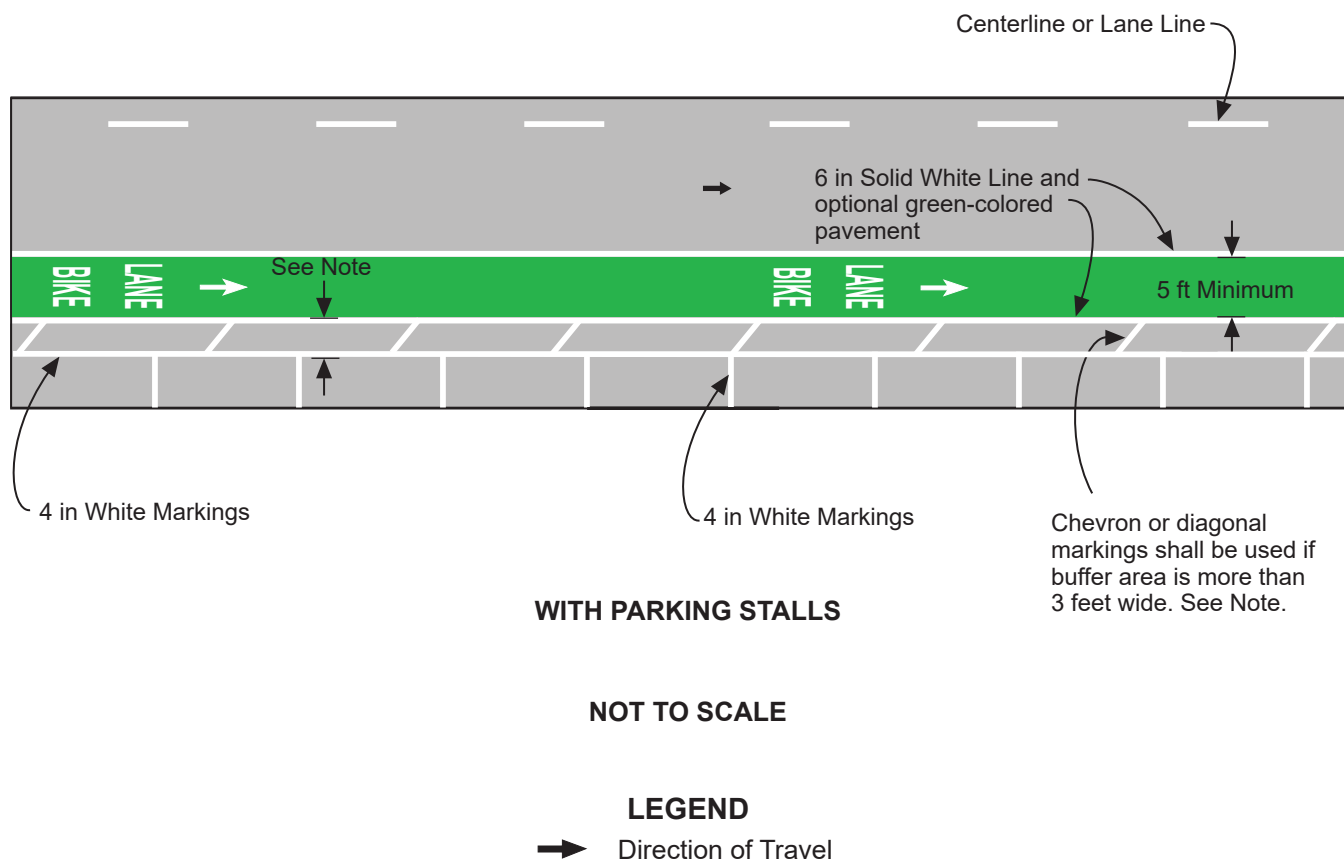 Centerline or Lane Line
6 in Solid White Line and
optional green-colored
pavement
BIKE
LANE
See Note
BIKE
LANE
5 ft Minimum
4 in White Markings
4 in White Markings
Chevron or diagonal
markings shall be used if
buffer area is more than
3 feet wide. See Note.
WITH PARKING STALLS
NOT TO SCALE
LEGEND
Direction of Travel